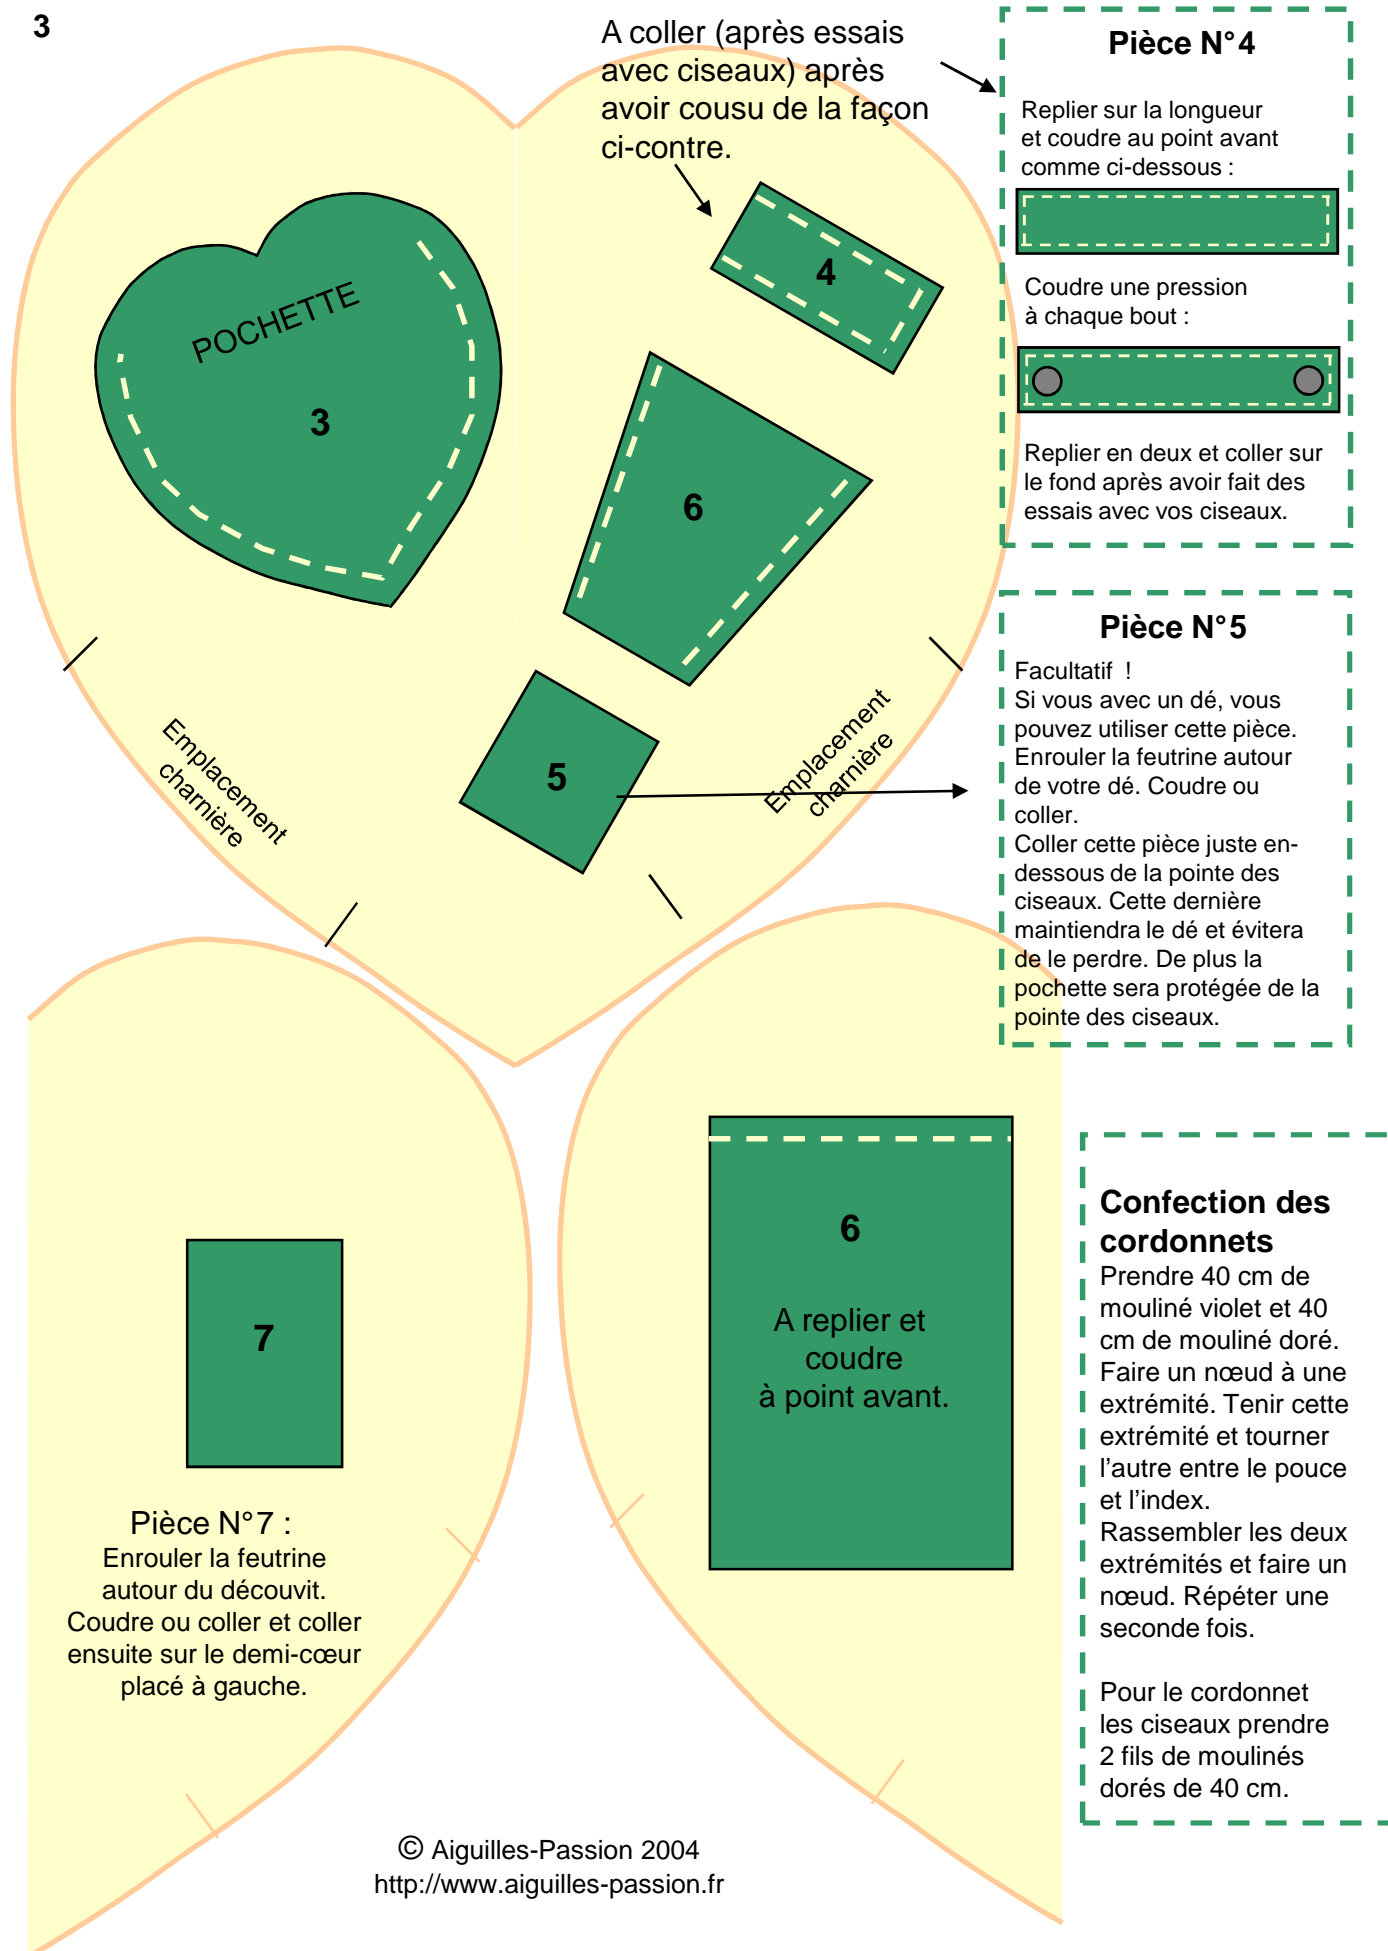 3
A coller (après essais
avec ciseaux) après
avoir cousu de la façon
ci-contre.
Pièce N°4
Replier sur la longueur
et coudre au point avant
comme ci-dessous :
Coudre une pression
à chaque bout :
Replier en deux et coller sur
le fond après avoir fait des
essais avec vos ciseaux.
POCHETTE
3
4
6
5
Emplacement
charnière
Emplacement
charnière
Pièce N°5
Facultatif !
Si vous avec un dé, vous
pouvez utiliser cette pièce.
Enrouler la feutrine autour
de votre dé. Coudre ou
coller.
Coller cette pièce juste en-
dessous de la pointe des
ciseaux. Cette dernière
maintiendra le dé et évitera
de le perdre. De plus la
pochette sera protégée de la
pointe des ciseaux.
7
Pièce N°7 :
Enrouler la feutrine
autour du découvit.
Coudre ou coller et coller
ensuite sur le demi-cœur
placé à gauche.
6
A replier et
coudre
à point avant.
Confection des
cordonnets
Prendre 40 cm de
mouliné violet et 40
cm de mouliné doré.
Faire un nœud à une
extrémité. Tenir cette
extrémité et tourner
l'autre entre le pouce
et l'index.
Rassembler les deux
extrémités et faire un
nœud. Répéter une
seconde fois.
Pour le cordonnet
les ciseaux prendre
2 fils de moulinés
dorés de 40 cm.
© Aiguilles-Passion 2004
http://www.aiguilles-passion.fr